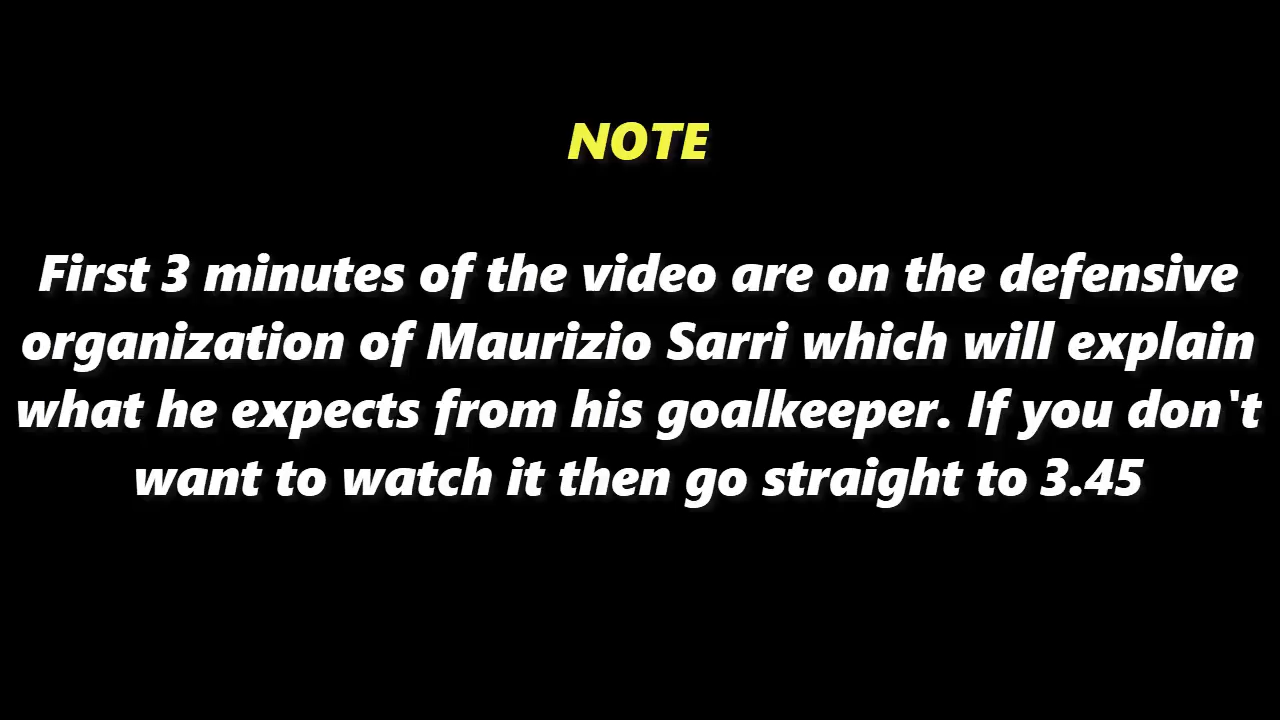 NOTE
First 3 minutes of the video are on the defensive
organization of Maurizio Sarri which will explain
what he expects from his goalkeeper. If you don't
want to watch it then go straight to 3.45